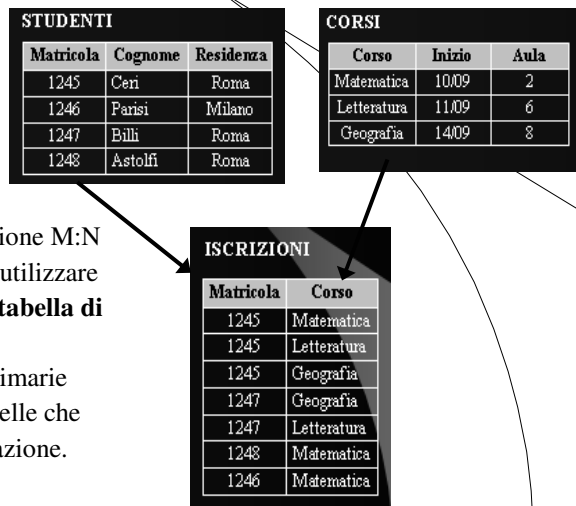 STUDENTI
Matricola Cognome Residenza
1245 Ceri Roma
1246 Parisi Milano
1247 Billi Roma
1248 Astolfi Roma
CORSI
Corso Inizio Aula
Matematica 10/09 2
Letteratura 11/09 6
Geografia 14/09 8
ione M:N
utilizzare
tabella di
imarie
elle che
azione.
ISCRIZIONI
Matricola Corso
1245 Matematica
1245 Letteratura
1245 Geografia
1247 Geografia
1247 Letteratura
1248 Matematica
1246 Matematica